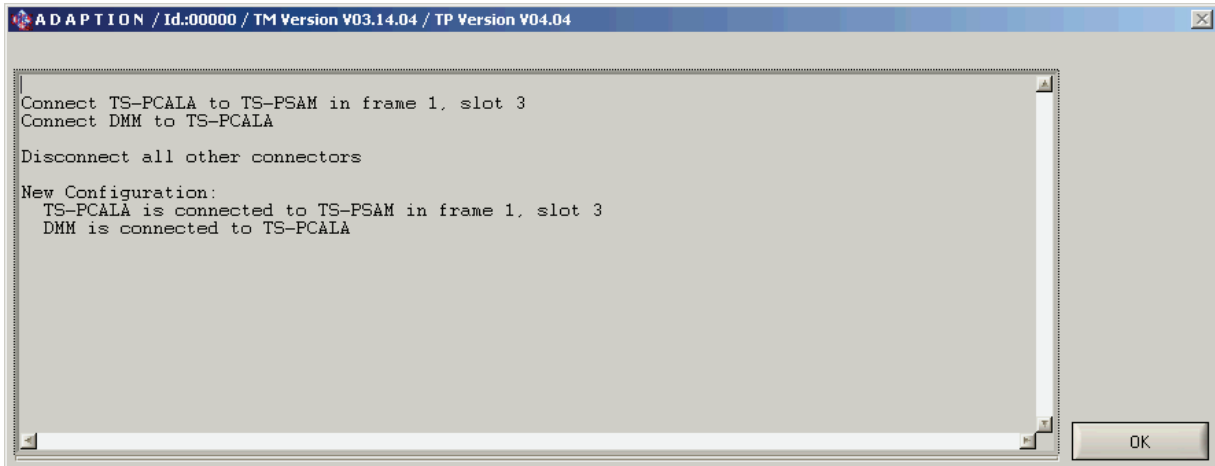 ADAPTION / Id.:00000 / TM Version V03.14.04 / TP Version V04.04
Connect TS-PCALA to TS-PSAM in frame 1, slot 3
Connect DMM to TS-PCALA
Disconnect all other connectors
New Configuration:
TS-PCALA is connected to TS-PSAM in frame 1, slot 3
DMM is connected to TS-PCALA
OK